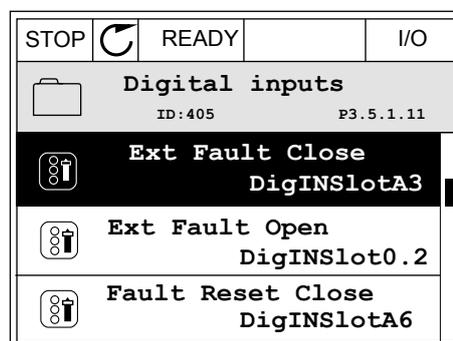 STOP READY I/O
Digital inputs
ID:405 P3.5.1.11
Ext Fault Close
DigINSlotA3
Ext Fault Open
DigINSlot0.2
Fault Reset Close
DigINSlotA6